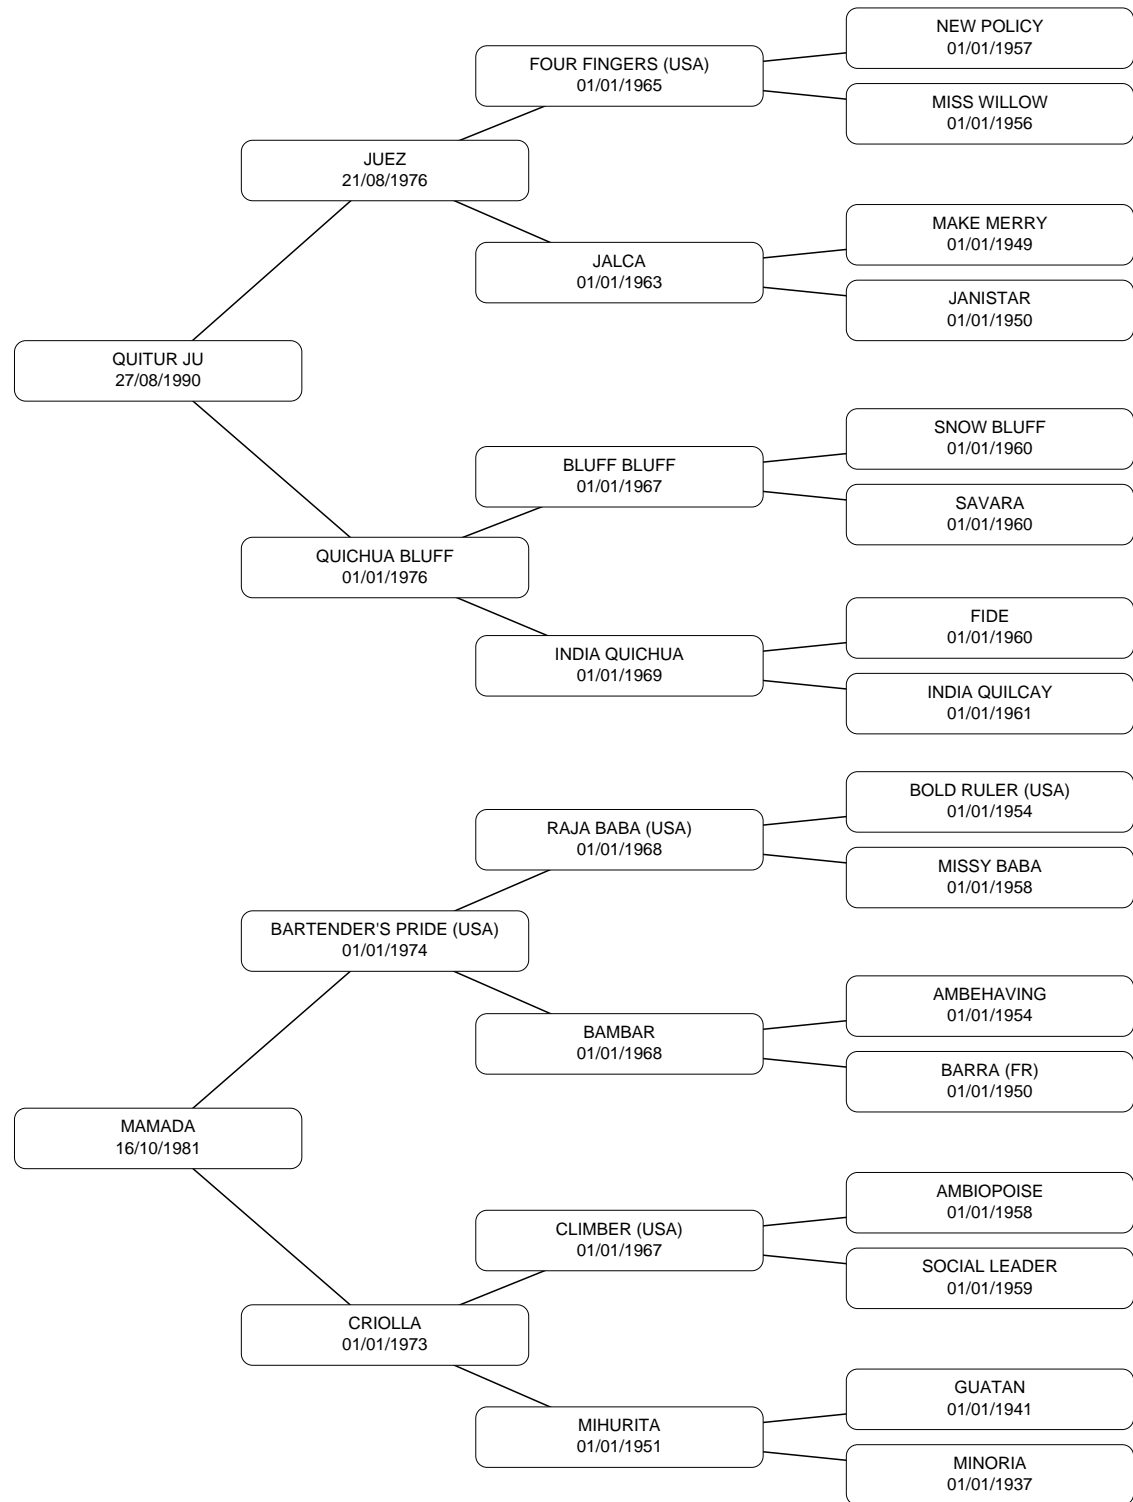 NEW POLICY
01/01/1957
FOUR FINGERS (USA)
01/01/1965
MISS WILLOW
01/01/1956
JUEZ
21/08/1976
MAKE MERRY
01/01/1949
JALCA
01/01/1963
JANISTAR
01/01/1950
QUITUR JU
27/08/1990
SNOW BLUFF
01/01/1960
BLUFF BLUFF
01/01/1967
SAVARA
01/01/1960
QUICHUA BLUFF
01/01/1976
FIDE
01/01/1960
INDIA QUICHUA
01/01/1969
INDIA QUILCAY
01/01/1961
BOLD RULER (USA)
01/01/1954
RAJA BABA (USA)
01/01/1968
MISSY BABA
01/01/1958
BARTENDER'S PRIDE (USA)
01/01/1974
AMBEHAVING
01/01/1954
BAMBAR
01/01/1968
BARRA (FR)
01/01/1950
MAMADA
16/10/1981
AMBIOPOISE
01/01/1958
CLIMBER (USA)
01/01/1967
SOCIAL LEADER
01/01/1959
CRIOLLA
01/01/1973
GUATAN
01/01/1941
MIHURITA
01/01/1951
MINORIA
01/01/1937